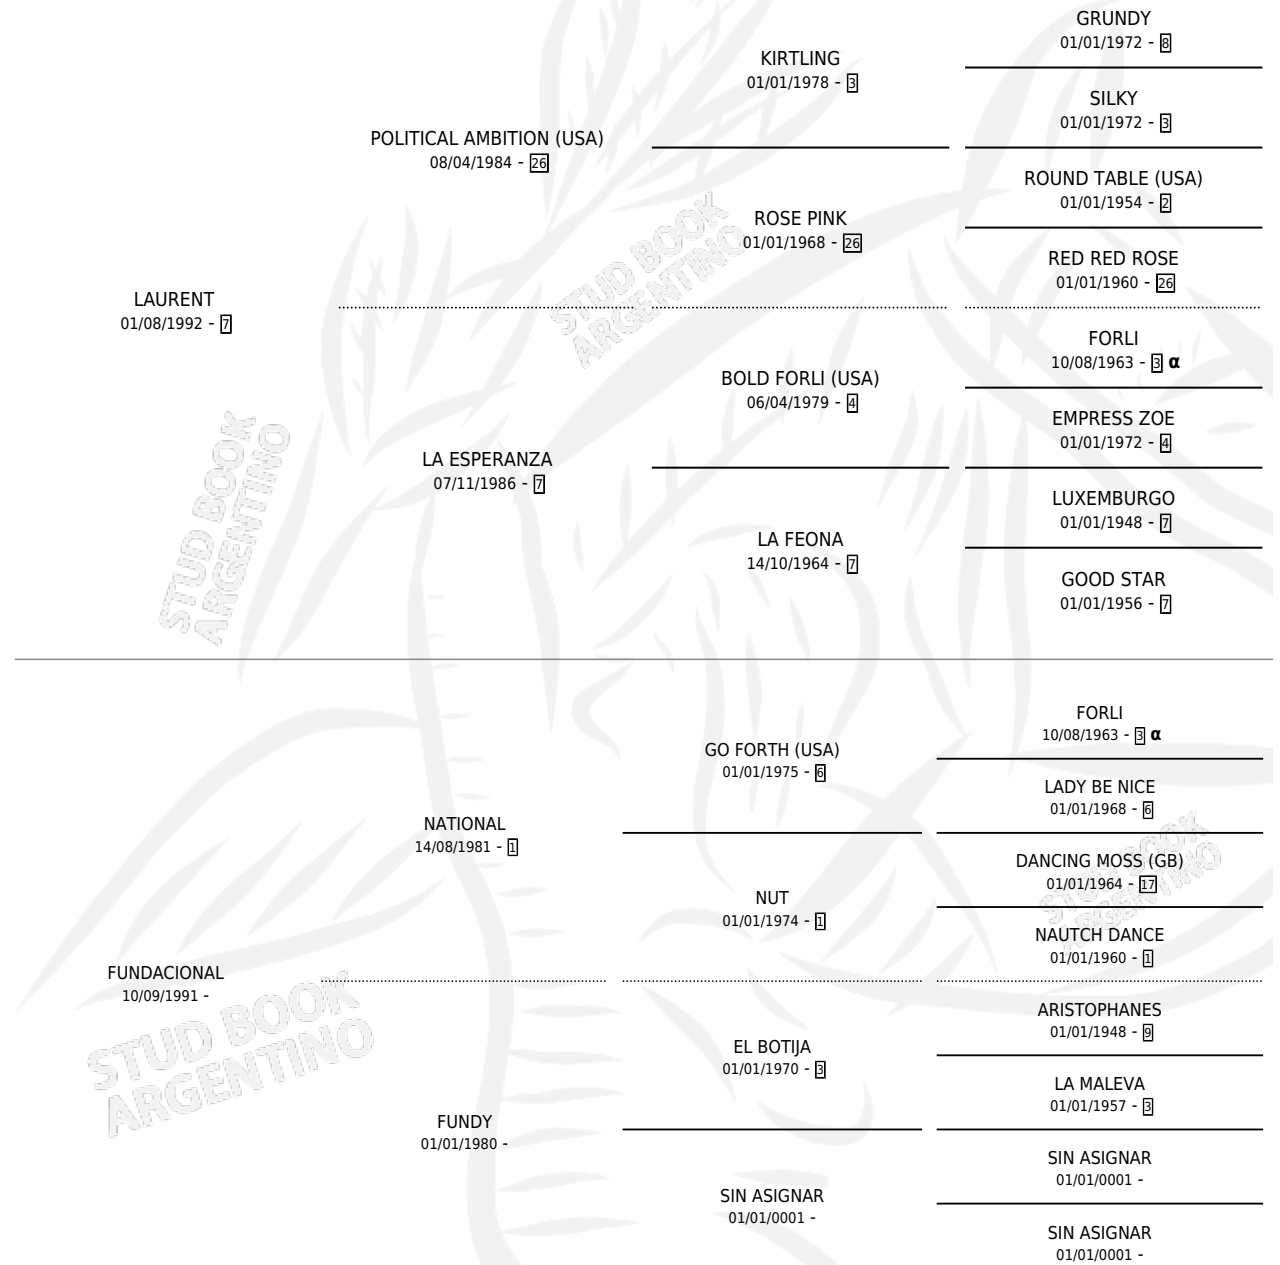 GRUNDY
01/01/1972 - 8
KIRTLING
01/01/1978 - 3
SILKY
01/01/1972 - 3
POLITICAL AMBITION (USA)
08/04/1984 - 26
ROUND TABLE (USA)
01/01/1954 - 2
ROSE PINK
01/01/1968 - 26
RED RED ROSE
01/01/1960 - 26
LAURENT
01/08/1992 - 7
FORLI
10/08/1963 - 3 α
BOLD FORLI (USA)
06/04/1979 - 4
EMPRESS ZOE
01/01/1972 - 4
LA ESPERANZA
07/11/1986 - 7
LUXEMBURGO
01/01/1948 - 7
LA FEONA
14/10/1964 - 7
GOOD STAR
01/01/1956 - 7
FORLI
10/08/1963 - 3 α
GO FORTH (USA)
01/01/1975 - 6
LADY BE NICE
01/01/1968 - 6
NATIONAL
14/08/1981 - 1
DANCING MOSS (GB)
01/01/1964 - 17
NUT
01/01/1974 - 1
NAUTCH DANCE
01/01/1960 - 1
FUNDACIONAL
10/09/1991 -
ARISTOPHANES
01/01/1948 - 9
EL BOTIJA
01/01/1970 - 3
LA MALEVA
01/01/1957 - 3
FUNDY
01/01/1980 -
SIN ASIGNAR
01/01/0001 -
SIN ASIGNAR
01/01/0001 -
SIN ASIGNAR
01/01/0001 -
STUD BOOK
ARGENTINO
STUD BOOK
ARGENTINO
STUD BOOK
ARGENTINO
STUD BOOK
ARGENTINO